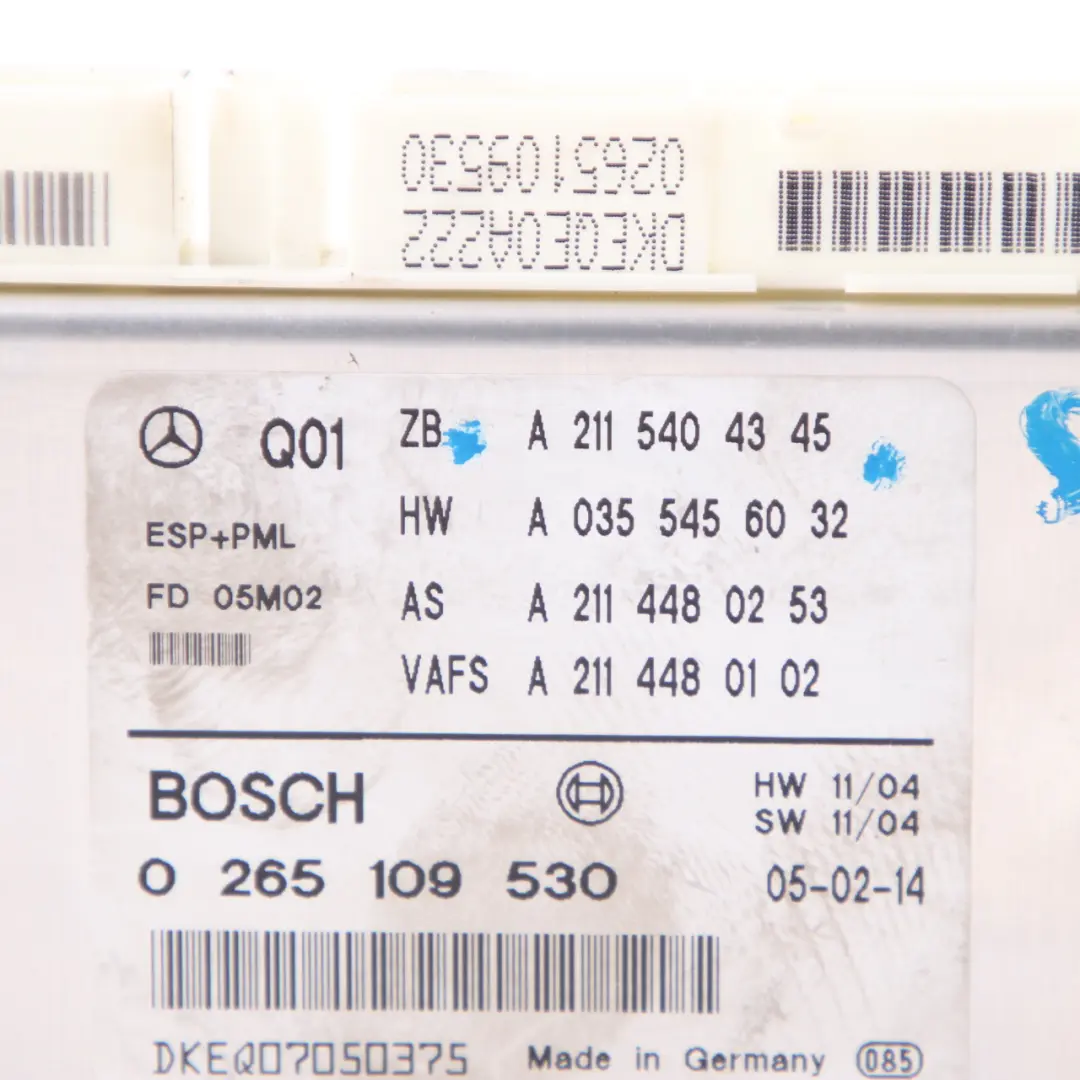 0265109530
DKEQE0A222
Q01
ZB A 211 540 43 45
HW A 035 545 60 32
ESP+PML
FD 05M02
AS A 211 448 02 53
VAFS A 211 448 01 02
BOSCH
HW 11/04
SW 11/04
0 265 109 530
05-02-14
DKEQ07050375 Made in Germany 085